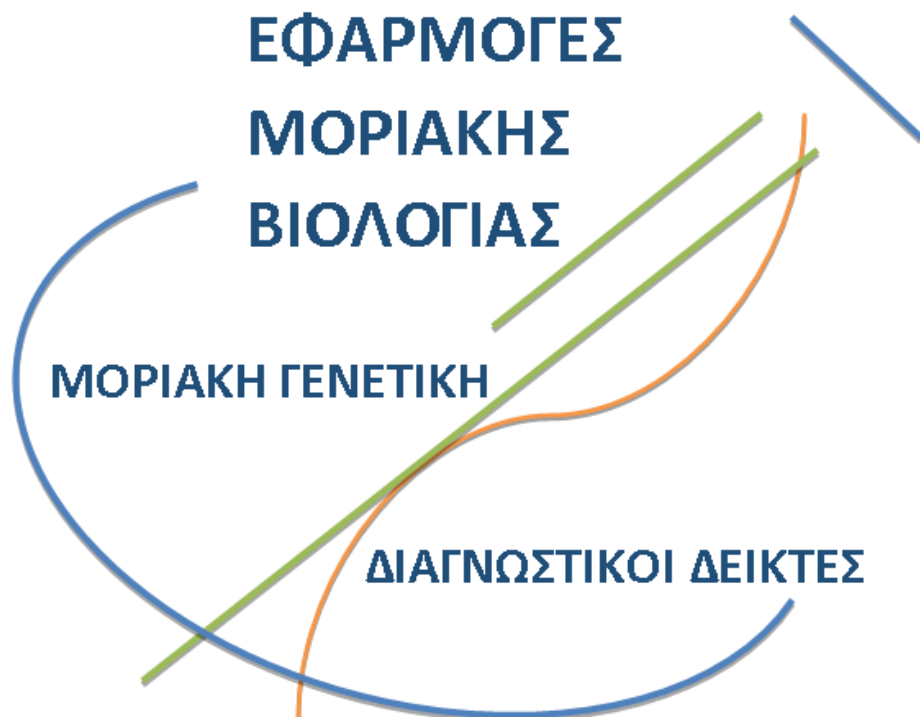 ΕΦΑΡΜΟΓΕΣ
ΜΟΡΙΑΚΗΣ
ΒΙΟΛΟΓΙΑΣ
ΜΟΡΙΑΚΗ ΓΕΝΕΤΙΚΗ
ΔΙΑΓΝΩΣΤΙΚΟΙ ΔΕΙΚΤΕΣ